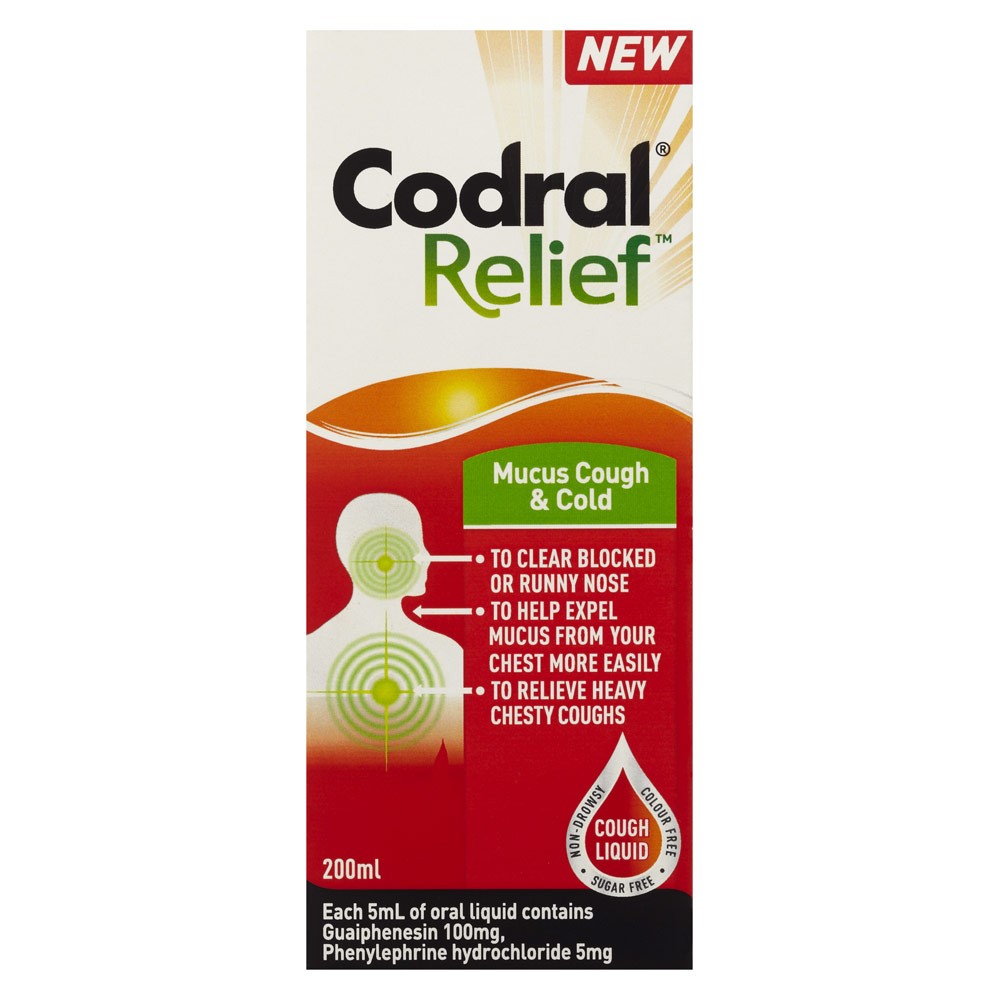 NEW
Codral®
Relief™
Mucus Cough
& Cold
• TO CLEAR BLOCKED
OR RUNNY NOSE
• TO HELP EXPEL
MUCUS FROM YOUR
CHEST MORE EASILY
• TO RELIEVE HEAVY
CHESTY COUGHS
NON-DROWSY • SUGAR FREE • COLOUR FREE
COUGH
LIQUID
200ml
Each 5mL of oral liquid contains
Guaiphenesin 100mg,
Phenylephrine hydrochloride 5mg